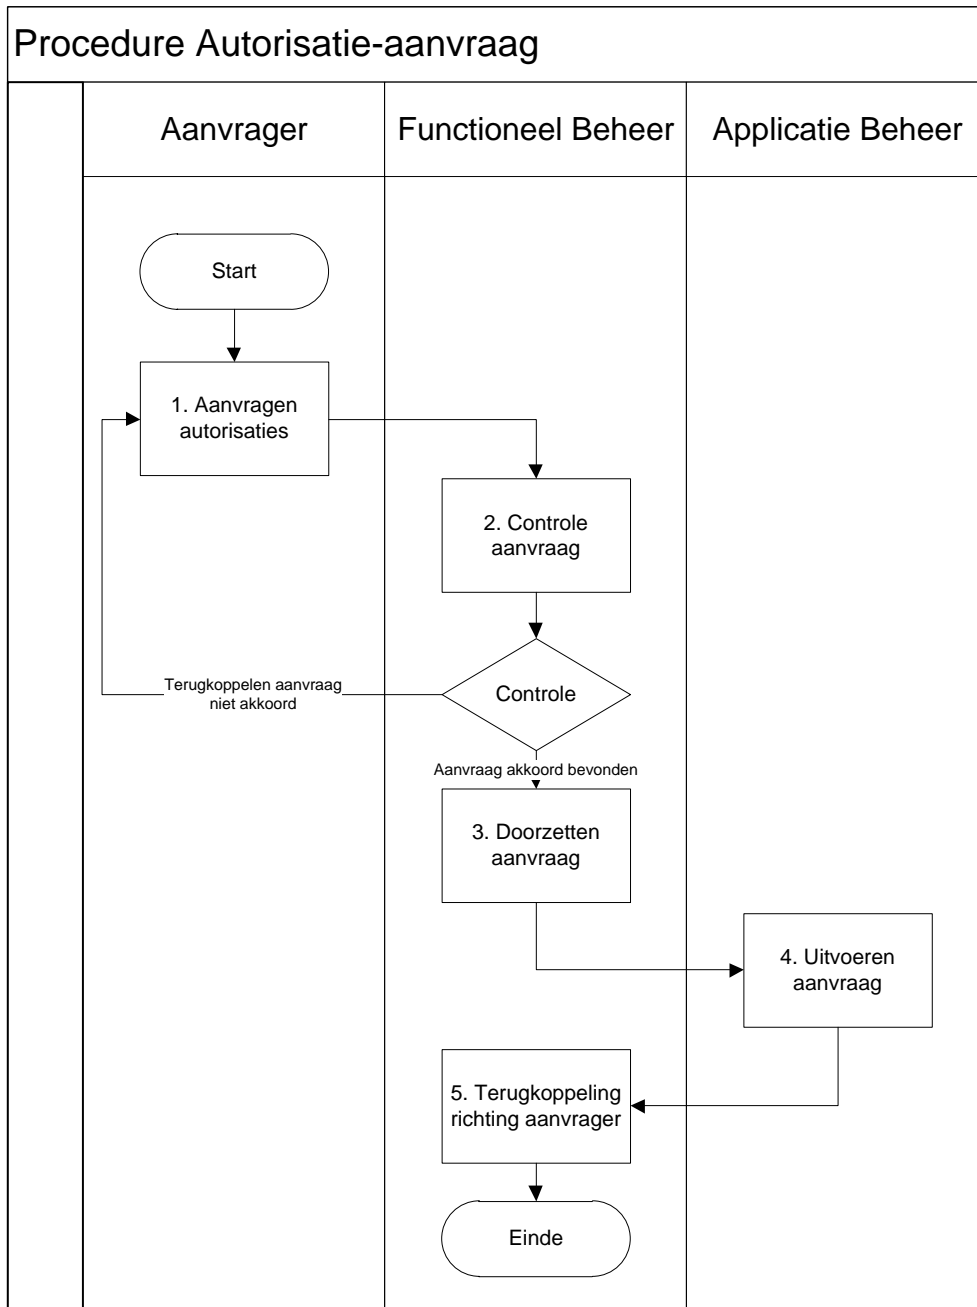 Procedure Autorisatie-aanvraag
Aanvrager
Functioneel Beheer
Applicatie Beheer
Start
1. Aanvragen
autorisaties
2. Controle
aanvraag
Controle
Terugkoppelen aanvraag
niet akkoord
Aanvraag akkoord bevonden
3. Doorzetten
aanvraag
4. Uitvoeren
aanvraag
5. Terugkoppeling
richting aanvrager
Einde